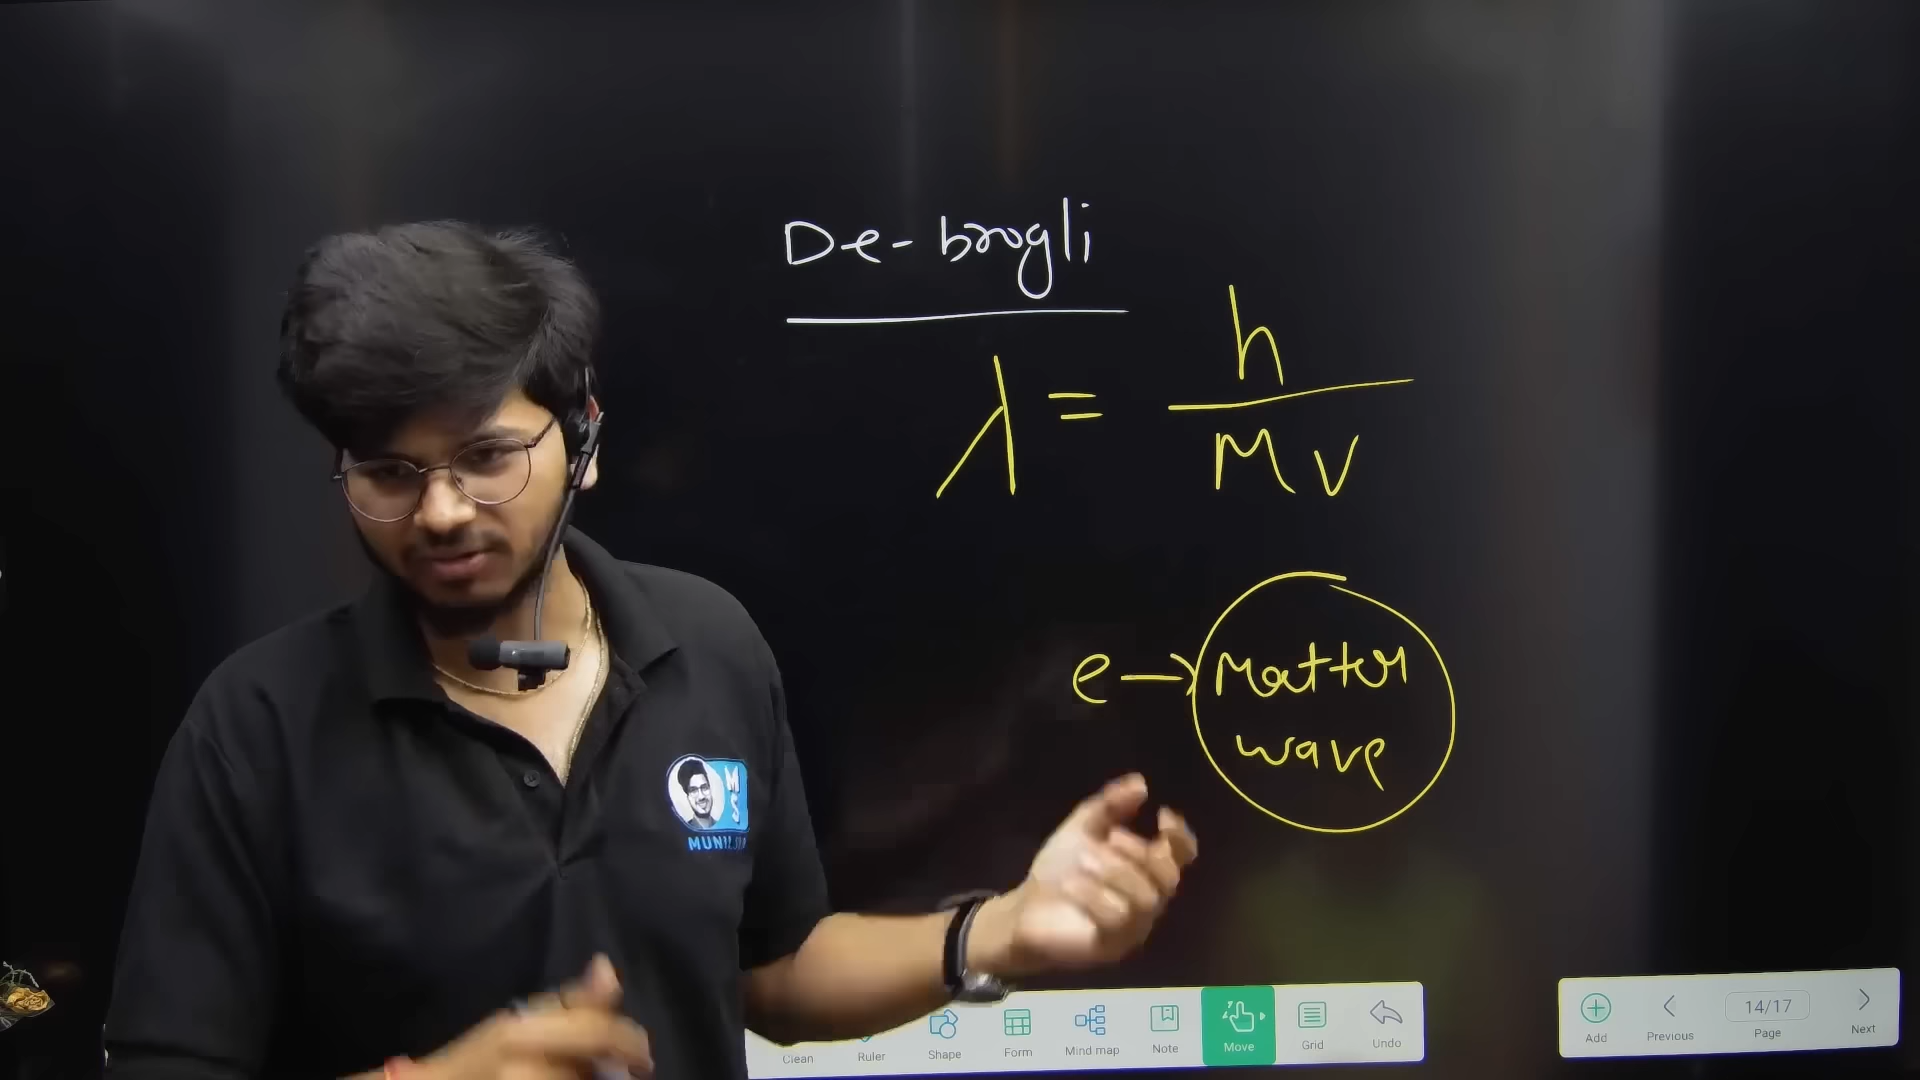 De-brogli
λ = h / Mv
e → Matter
wave
M
S
Clean Ruler Shape Form Mind map Note Move Grid Undo
Add Previous 14/17 Page Next